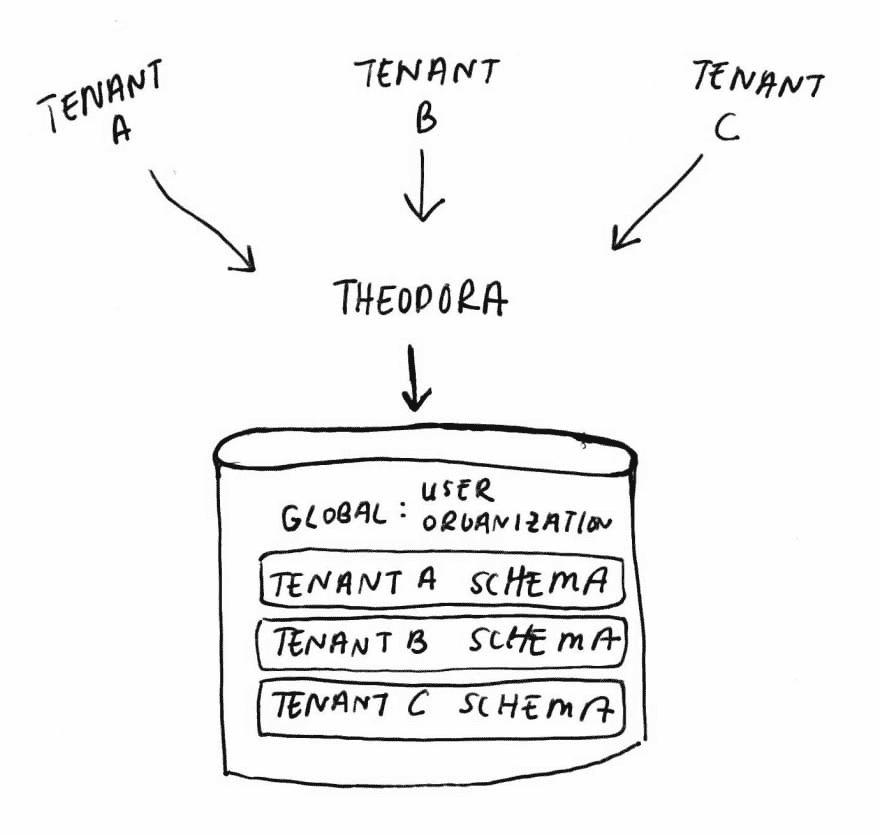 TENANT
A
TENANT
B
TENANT
C
THEODORA
GLOBAL: USER
ORGANIZATION
TENANT A SCHEMA
TENANT B SCHEMA
TENANT C SCHEMA